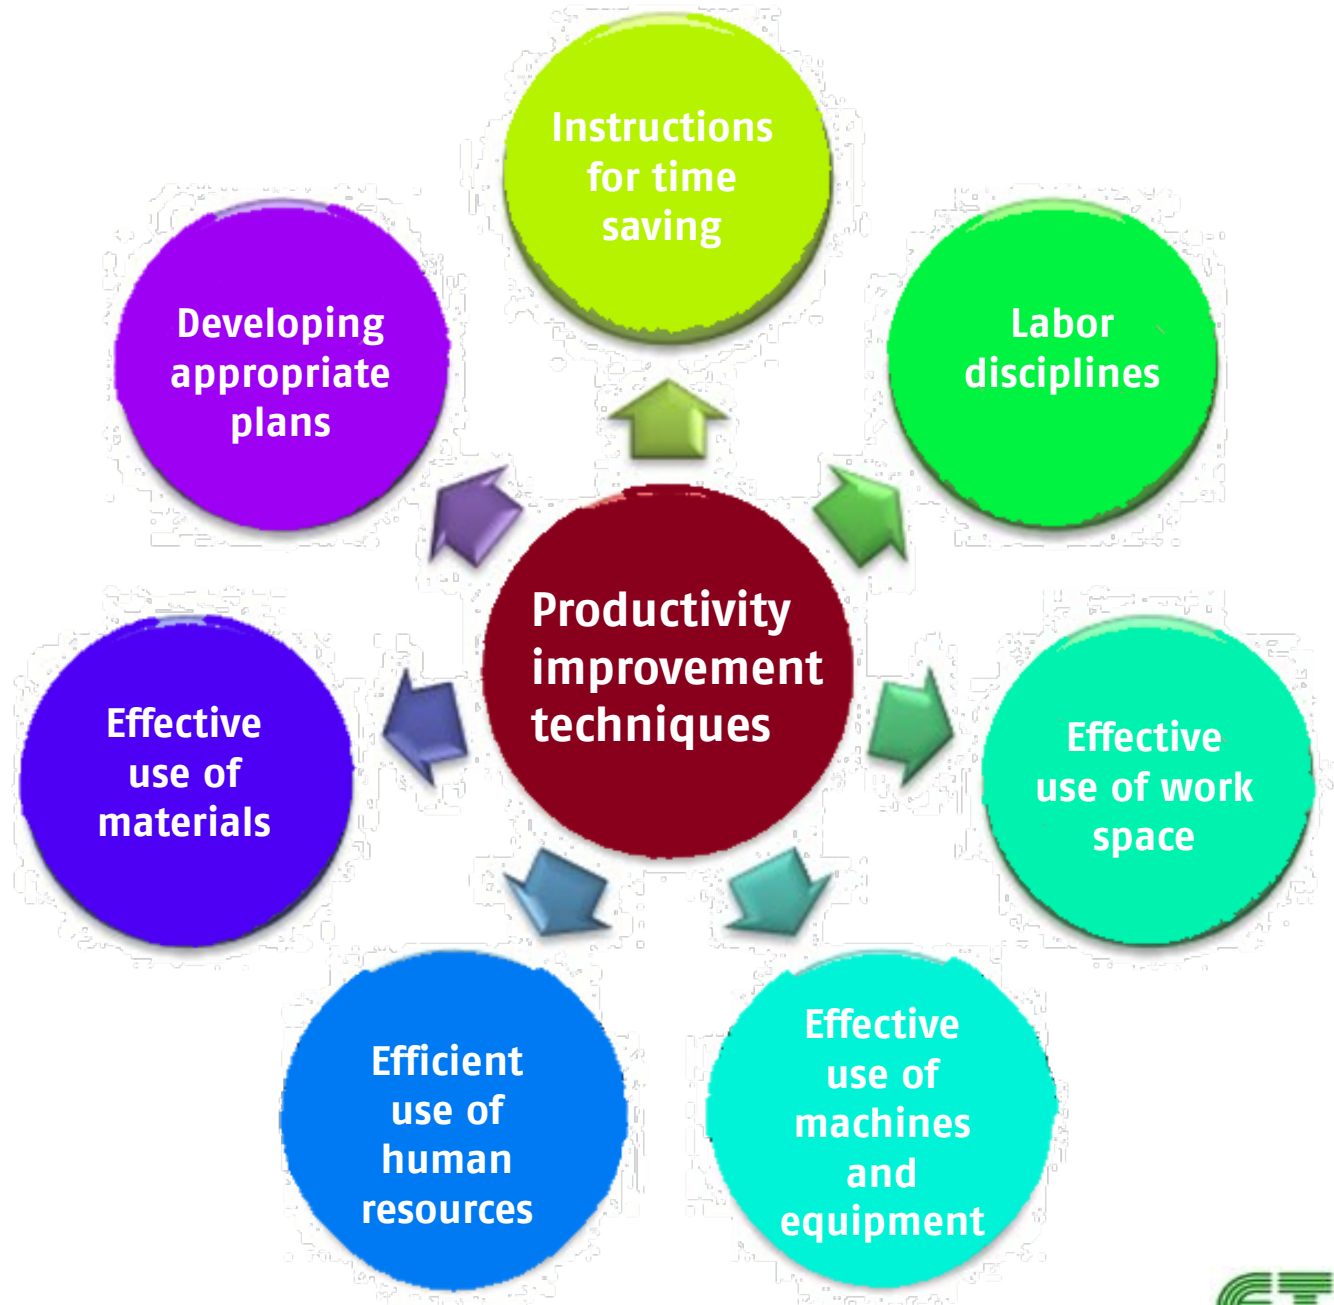 Instructions
for time
saving
Labor
disciplines
Effective
use of work
space
Effective
use of
machines
and
equipment
Efficient
use of
human
resources
Effective
use of
materials
Developing
appropriate
plans
Productivity
improvement
techniques